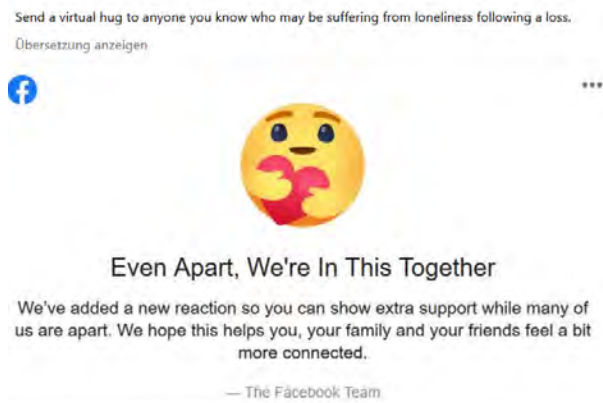 Send a virtual hug to anyone you know who may be suffering from loneliness following a loss.
Übersetzung anzeigen
Even Apart, We're In This Together
We've added a new reaction so you can show extra support while many of
us are apart. We hope this helps you, your family and your friends feel a bit
more connected.
— The Facebook Team